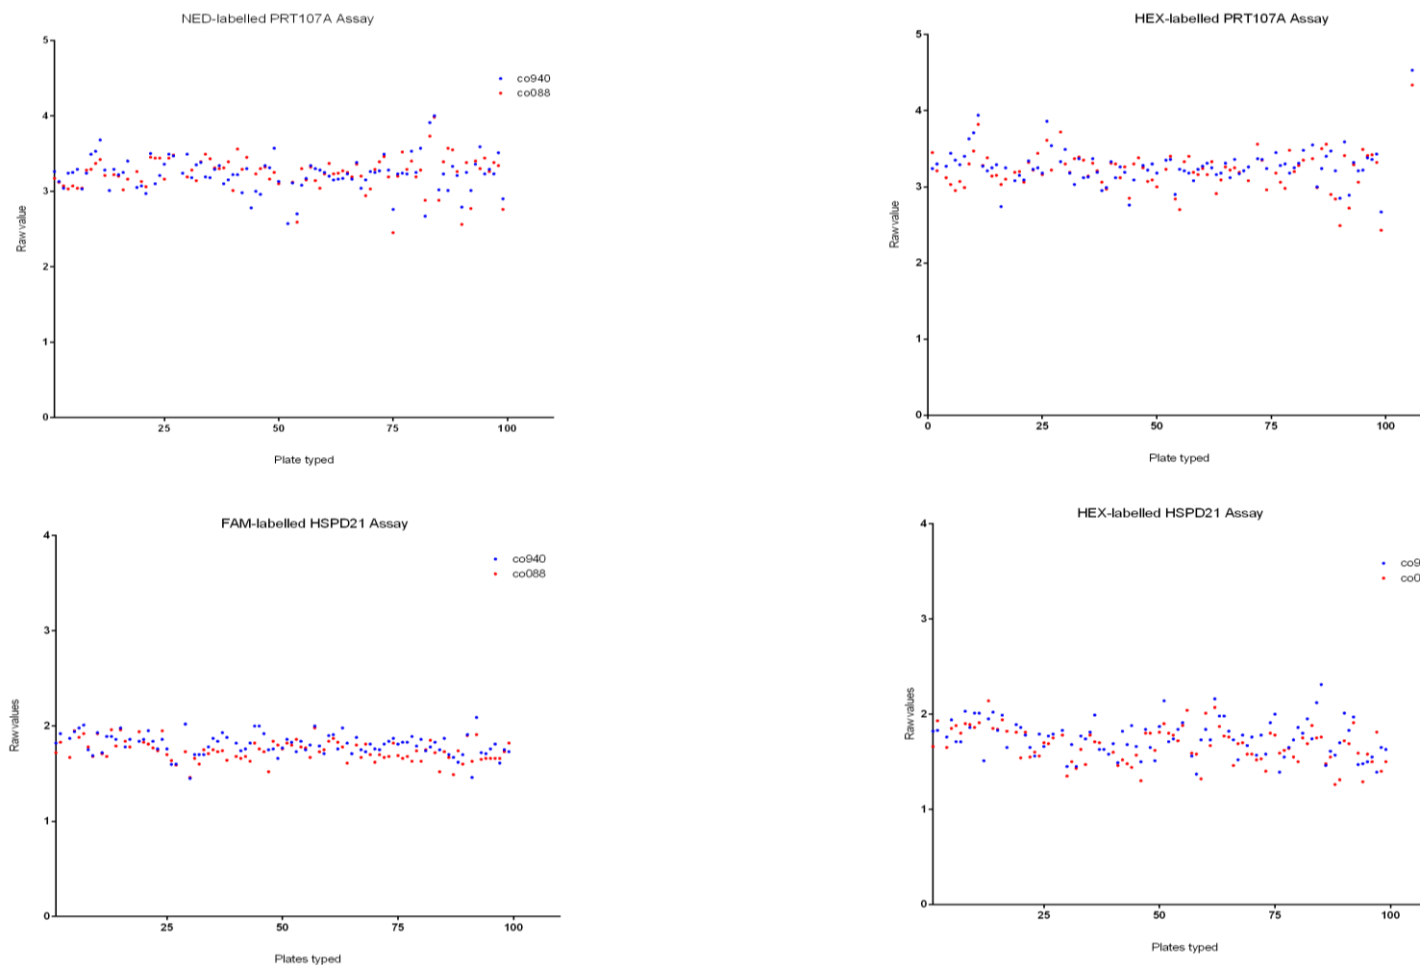 NED-labelled PRT107A Assay
5
4
3
2
1
0
Raw value
co940
co088
25
50
75
100
Plate typed
HEX-labelled PRT107A Assay
5
4
3
2
1
0
Raw value
0
25
50
75
100
Plate typed
FAM-labelled HSPD21 Assay
4
3
2
1
0
Raw values
co940
co088
25
50
75
100
Plates typed
HEX-labelled HSPD21 Assay
4
3
2
1
0
Raw values
co9
co0
25
50
75
100
Plates typed